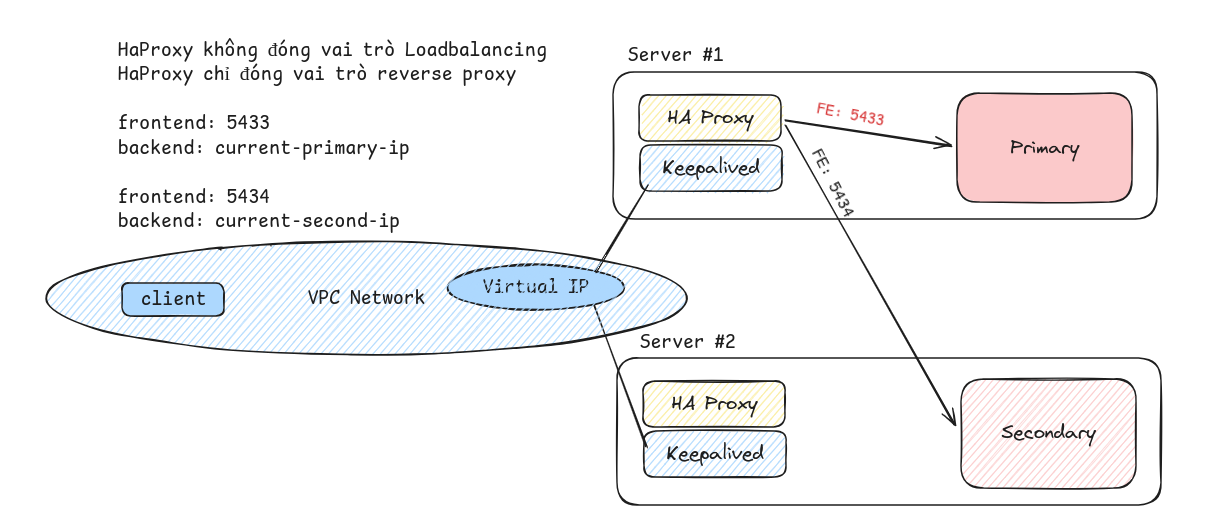 HaProxy không đóng vai trò Loadbalancing
HaProxy chỉ đóng vai trò reverse proxy
frontend: 5433
backend: current-primary-ip
frontend: 5434
backend: current-second-ip
Server #1
HA Proxy
Keepalived
FE: 5433
FE: 5434
Primary
client
VPC Network
Virtual IP
Server #2
HA Proxy
Keepalived
Secondary